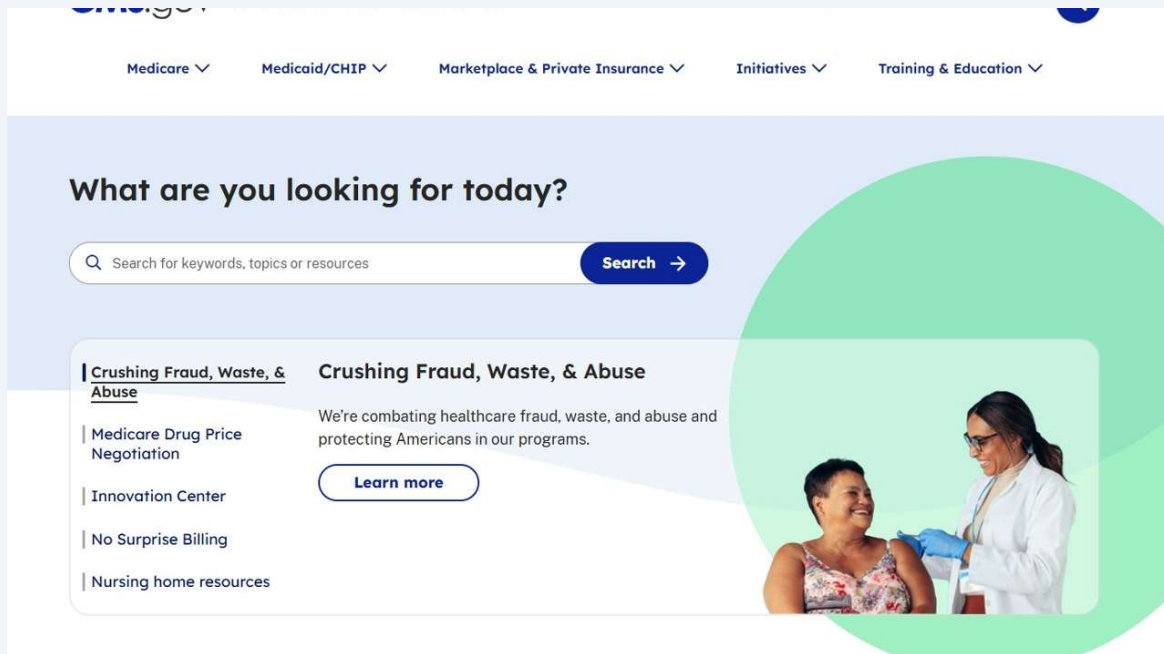 CMS.gov
Medicare
Medicaid/CHIP
Marketplace & Private Insurance
Initiatives
Training & Education
What are you looking for today?
Search for keywords, topics or resources
Search
Crushing Fraud, Waste, &
Abuse
Medicare Drug Price
Negotiation
Innovation Center
No Surprise Billing
Nursing home resources
Crushing Fraud, Waste, & Abuse
We're combating healthcare fraud, waste, and abuse and
protecting Americans in our programs.
Learn more